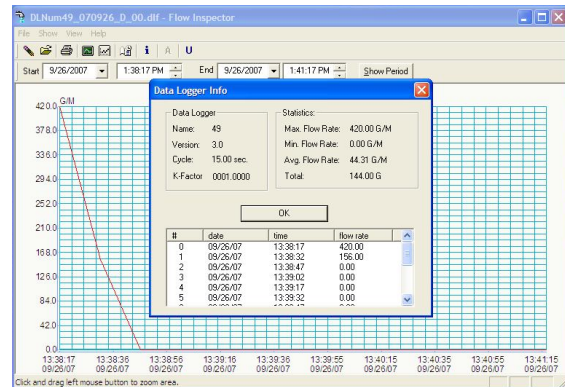 DLNum49_070926_D_00.dlf - Flow Inspector
File Show View Help
i A U
Start 9/26/2007 1:38:17 PM End 9/26/2007 1:41:17 PM Show Period
G/M
420.0
378.0
336.0
294.0
252.0
210.0
168.0
126.0
84.0
42.0
0.0
Data Logger Info
Data Logger
Name: 49
Version: 3.0
Cycle: 15.00 sec.
K-Factor 0001.0000
Statistics:
Max. Flow Rate: 420.00 G/M
Min. Flow Rate: 0.00 G/M
Avg. Flow Rate: 44.31 G/M
Total: 144.00 G
OK
# date time flow rate
0 09/26/07 13:38:17 420.00
1 09/26/07 13:38:32 156.00
2 09/26/07 13:38:47 0.00
3 09/26/07 13:39:02 0.00
4 09/26/07 13:39:17 0.00
5 09/26/07 13:39:32 0.00
13:38:17 13:38:36 13:38:56 13:39:16 13:39:36 13:39:55 13:40:15 13:40:35 13:40:55 13:41:15
09/26/07 09/26/07 09/26/07 09/26/07 09/26/07 09/26/07 09/26/07 09/26/07 09/26/07 09/26/07
Click and drag left mouse button to zoom area.